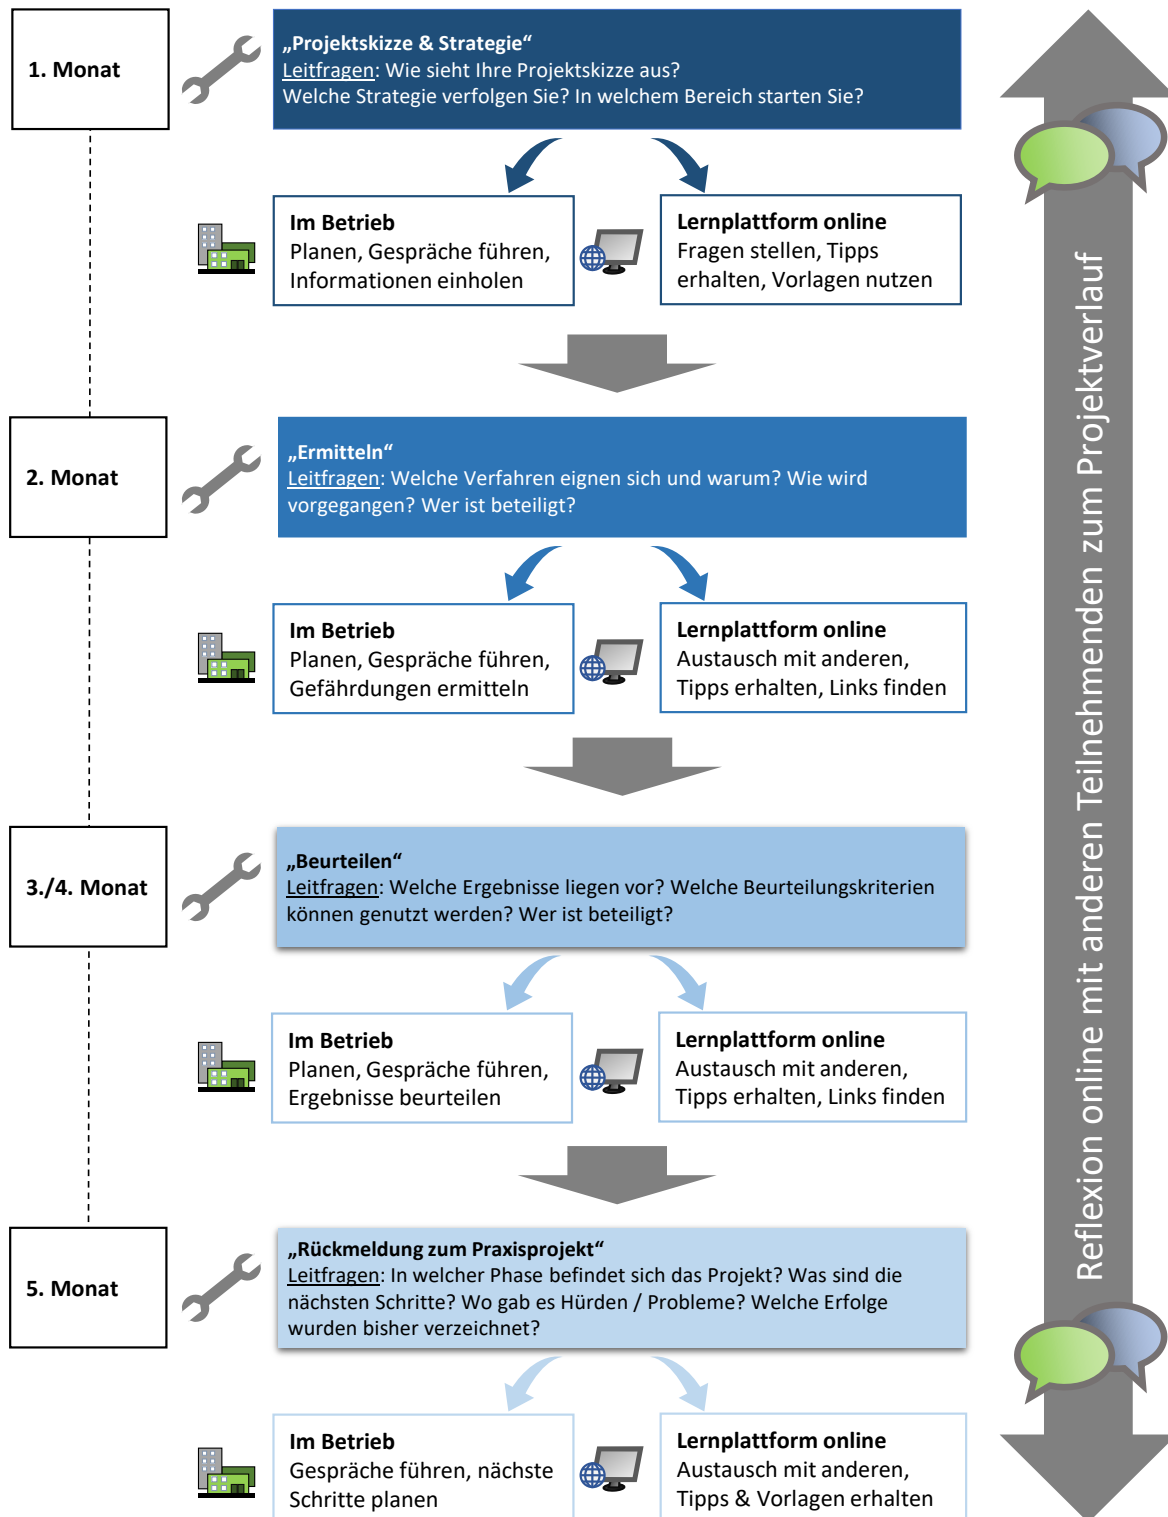 1. Monat
„Projektskizze & Strategie“
Leitfragen: Wie sieht Ihre Projektskizze aus?
Welche Strategie verfolgen Sie? In welchem Bereich starten Sie?
Im Betrieb
Planen, Gespräche führen,
Informationen einholen
Lernplattform online
Fragen stellen, Tipps
erhalten, Vorlagen nutzen
2. Monat
„Ermitteln“
Leitfragen: Welche Verfahren eignen sich und warum? Wie wird
vorgegangen? Wer ist beteiligt?
Im Betrieb
Planen, Gespräche führen,
Gefährdungen ermitteln
Lernplattform online
Austausch mit anderen,
Tipps erhalten, Links finden
3./4. Monat
„Beurteilen“
Leitfragen: Welche Ergebnisse liegen vor? Welche Beurteilungskriterien
können genutzt werden? Wer ist beteiligt?
Im Betrieb
Planen, Gespräche führen,
Ergebnisse beurteilen
Lernplattform online
Austausch mit anderen,
Tipps erhalten, Links finden
5. Monat
„Rückmeldung zum Praxisprojekt“
Leitfragen: In welcher Phase befindet sich das Projekt? Was sind die
nächsten Schritte? Wo gab es Hürden / Probleme? Welche Erfolge
wurden bisher verzeichnet?
Im Betrieb
Gespräche führen, nächste
Schritte planen
Lernplattform online
Austausch mit anderen,
Tipps & Vorlagen erhalten
Reflexion online mit anderen Teilnehmenden zum Projektverlauf